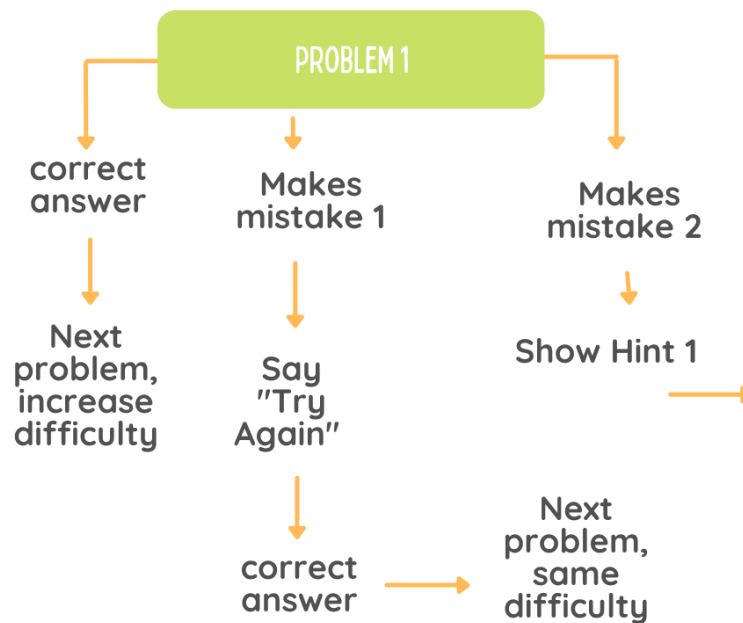 PROBLEM 1
correct
answer
Next
problem,
increase
difficulty
Makes
mistake 1
Say
"Try
Again"
correct
answer
Next
problem,
same
difficulty
Makes
mistake 2
Show Hint 1